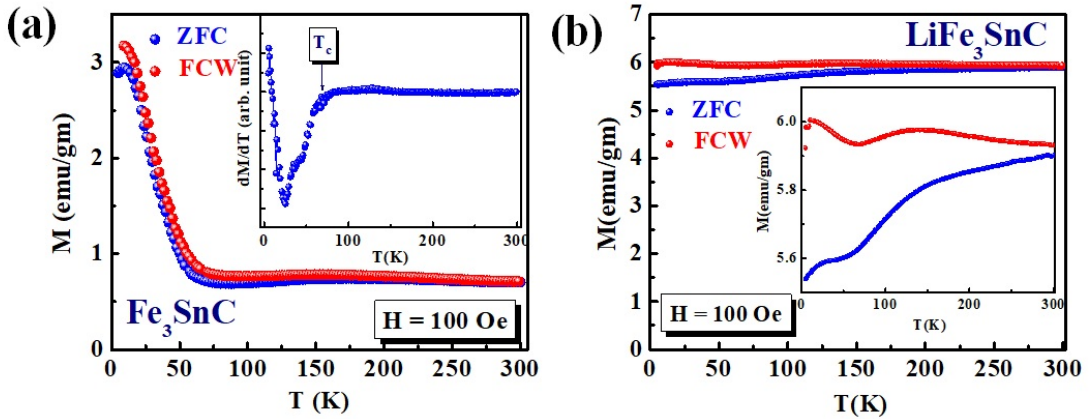 (a)
ZFC
FCW
M (emu/gm)
3
2
1
0
Fe3SnC
H = 100 Oe
0 50 100 150 200 250 300
T (K)
Tc
dM/dT (arb. unit)
0 100 200 300
T(K)
(b)
LiFe3SnC
ZFC
FCW
M(emu/gm)
6
5
4
3
2
1
0
H = 100 Oe
0 50 100 150 200 250 300
T(K)
M(emu/gm)
6.0
5.8
5.6
0 100 200 300
T(K)